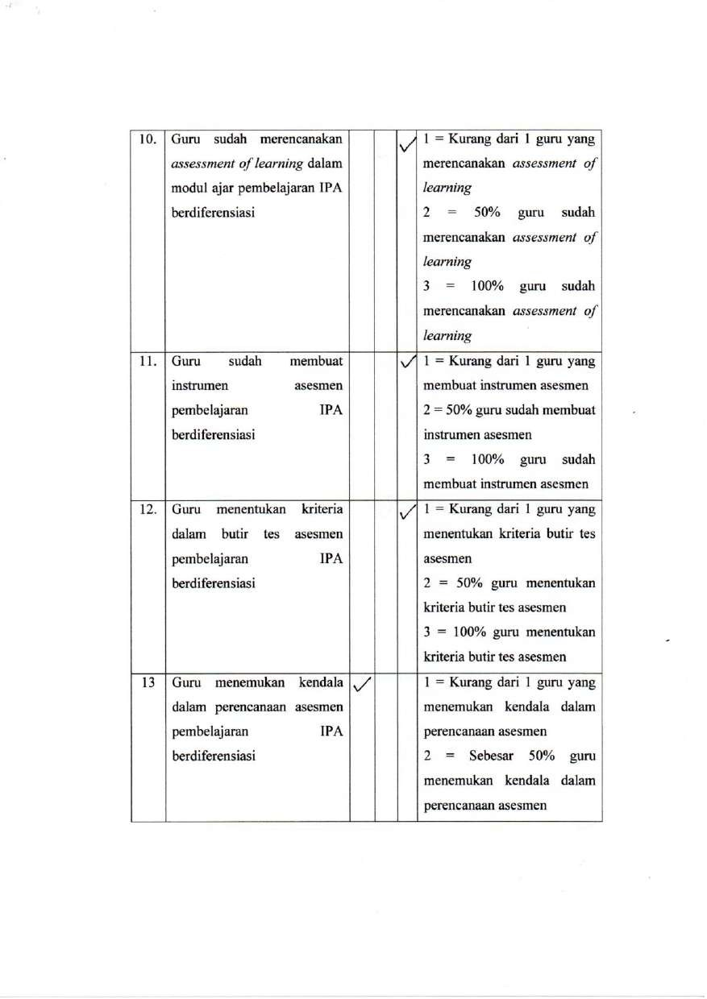 10. Guru sudah merencanakan
assessment of learning dalam
modul ajar pembelajaran IPA
berdiferensiasi
✓
1 = Kurang dari 1 guru yang
merencanakan assessment of
learning
2 = 50% guru sudah
merencanakan assessment of
learning
3 = 100% guru sudah
merencanakan assessment of
learning
11. Guru sudah membuat
instrumen asesmen
pembelajaran IPA
berdiferensiasi
✓
1 = Kurang dari 1 guru yang
membuat instrumen asesmen
2 = 50% guru sudah membuat
instrumen asesmen
3 = 100% guru sudah
membuat instrumen asesmen
12. Guru menentukan kriteria
dalam butir tes asesmen
pembelajaran IPA
berdiferensiasi
✓
1 = Kurang dari 1 guru yang
menentukan kriteria butir tes
asesmen
2 = 50% guru menentukan
kriteria butir tes asesmen
3 = 100% guru menentukan
kriteria butir tes asesmen
13 Guru menemukan kendala
dalam perencanaan asesmen
pembelajaran IPA
berdiferensiasi
✓
1 = Kurang dari 1 guru yang
menemukan kendala dalam
perencanaan asesmen
2 = Sebesar 50% guru
menemukan kendala dalam
perencanaan asesmen